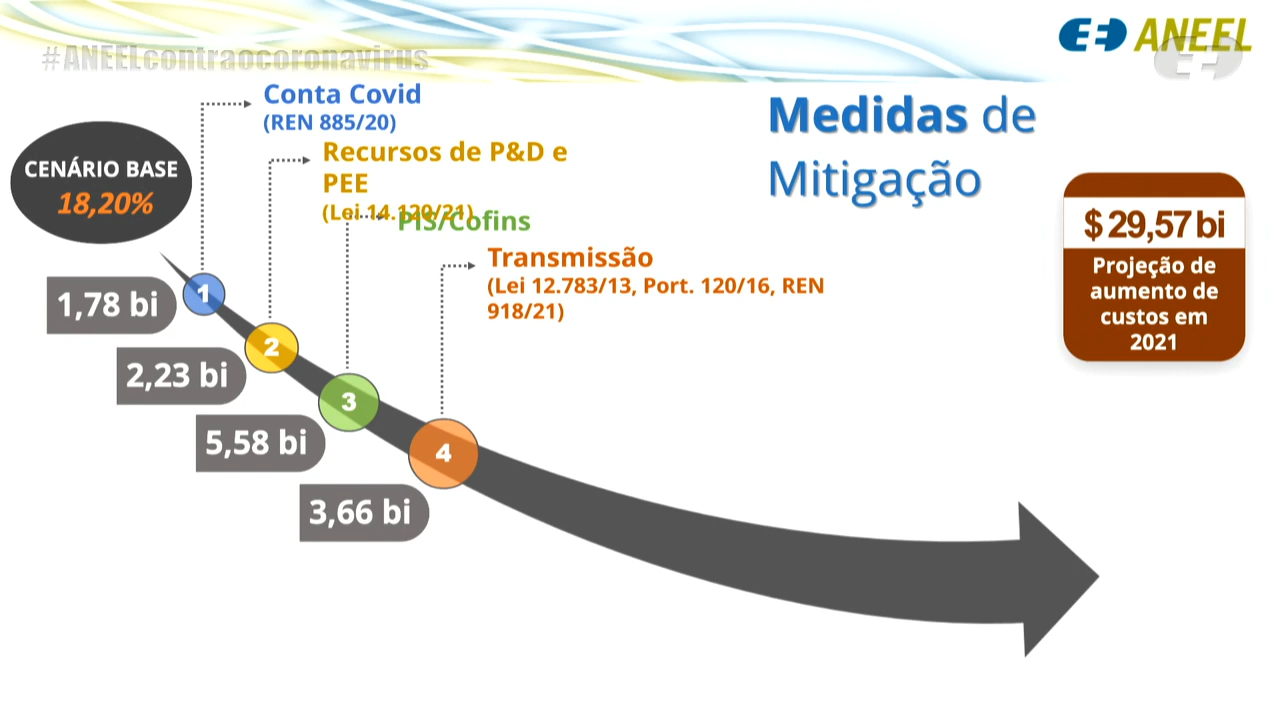 #ANEELcontraocoronavirus
ANEEL
Conta Covid
(REN 885/20)
Medidas de
Mitigação
Recursos de P&D e
PEE
(Lei 14.120/21)
PIS/Cofins
Transmissão
(Lei 12.783/13, Port. 120/16, REN
918/21)
CENÁRIO BASE
18,20%
$ 29,57 bi
Projeção de
aumento de
custos em
2021
1
1,78 bi
2
2,23 bi
3
5,58 bi
4
3,66 bi